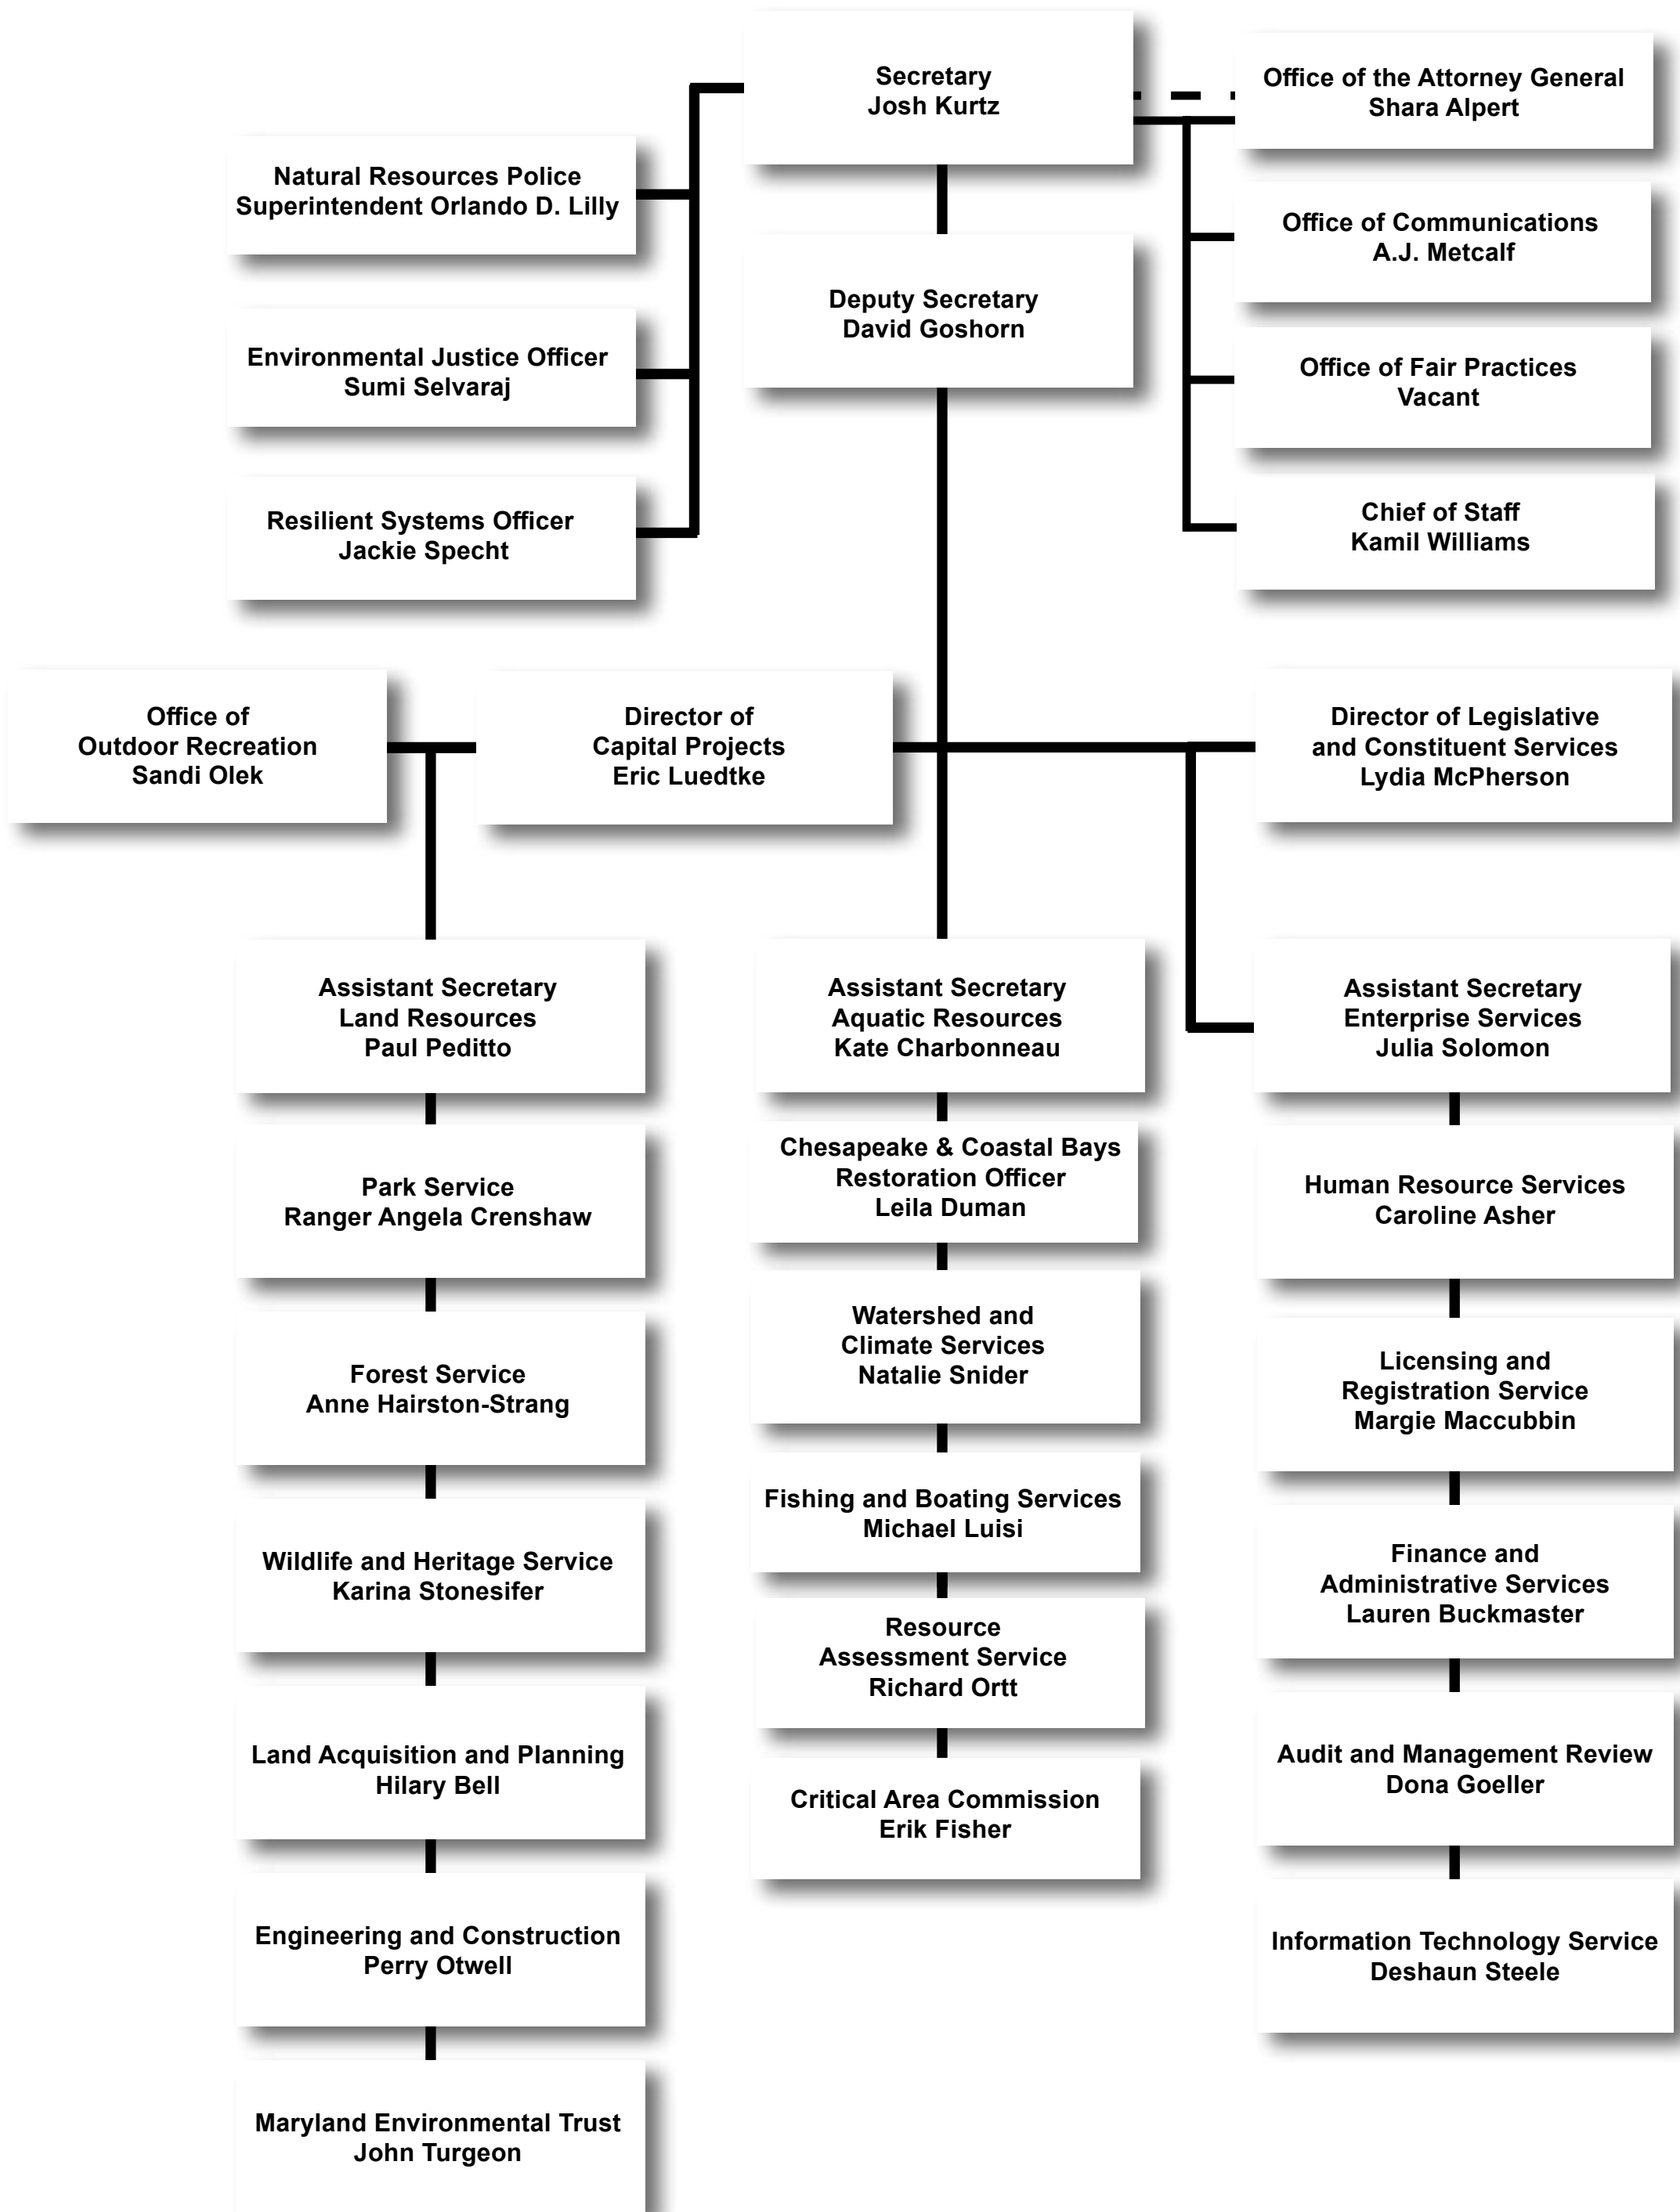 Secretary
Josh Kurtz
Office of the Attorney General
Shara Alpert
Natural Resources Police
Superintendent Orlando D. Lilly
Office of Communications
A.J. Metcalf
Deputy Secretary
David Goshorn
Environmental Justice Officer
Sumi Selvaraj
Office of Fair Practices
Vacant
Resilient Systems Officer
Jackie Specht
Chief of Staff
Kamil Williams
Office of
Outdoor Recreation
Sandi Olek
Director of
Capital Projects
Eric Luedtke
Director of Legislative
and Constituent Services
Lydia McPherson
Assistant Secretary
Land Resources
Paul Peditto
Park Service
Ranger Angela Crenshaw
Forest Service
Anne Hairston-Strang
Wildlife and Heritage Service
Karina Stonesifer
Land Acquisition and Planning
Hilary Bell
Engineering and Construction
Perry Otwell
Maryland Environmental Trust
John Turgeon
Assistant Secretary
Aquatic Resources
Kate Charbonneau
Chesapeake & Coastal Bays
Restoration Officer
Leila Duman
Watershed and
Climate Services
Natalie Snider
Fishing and Boating Services
Michael Luisi
Resource
Assessment Service
Richard Ortt
Critical Area Commission
Erik Fisher
Assistant Secretary
Enterprise Services
Julia Solomon
Human Resource Services
Caroline Asher
Licensing and
Registration Service
Margie Maccubbin
Finance and
Administrative Services
Lauren Buckmaster
Audit and Management Review
Dona Goeller
Information Technology Service
Deshaun Steele